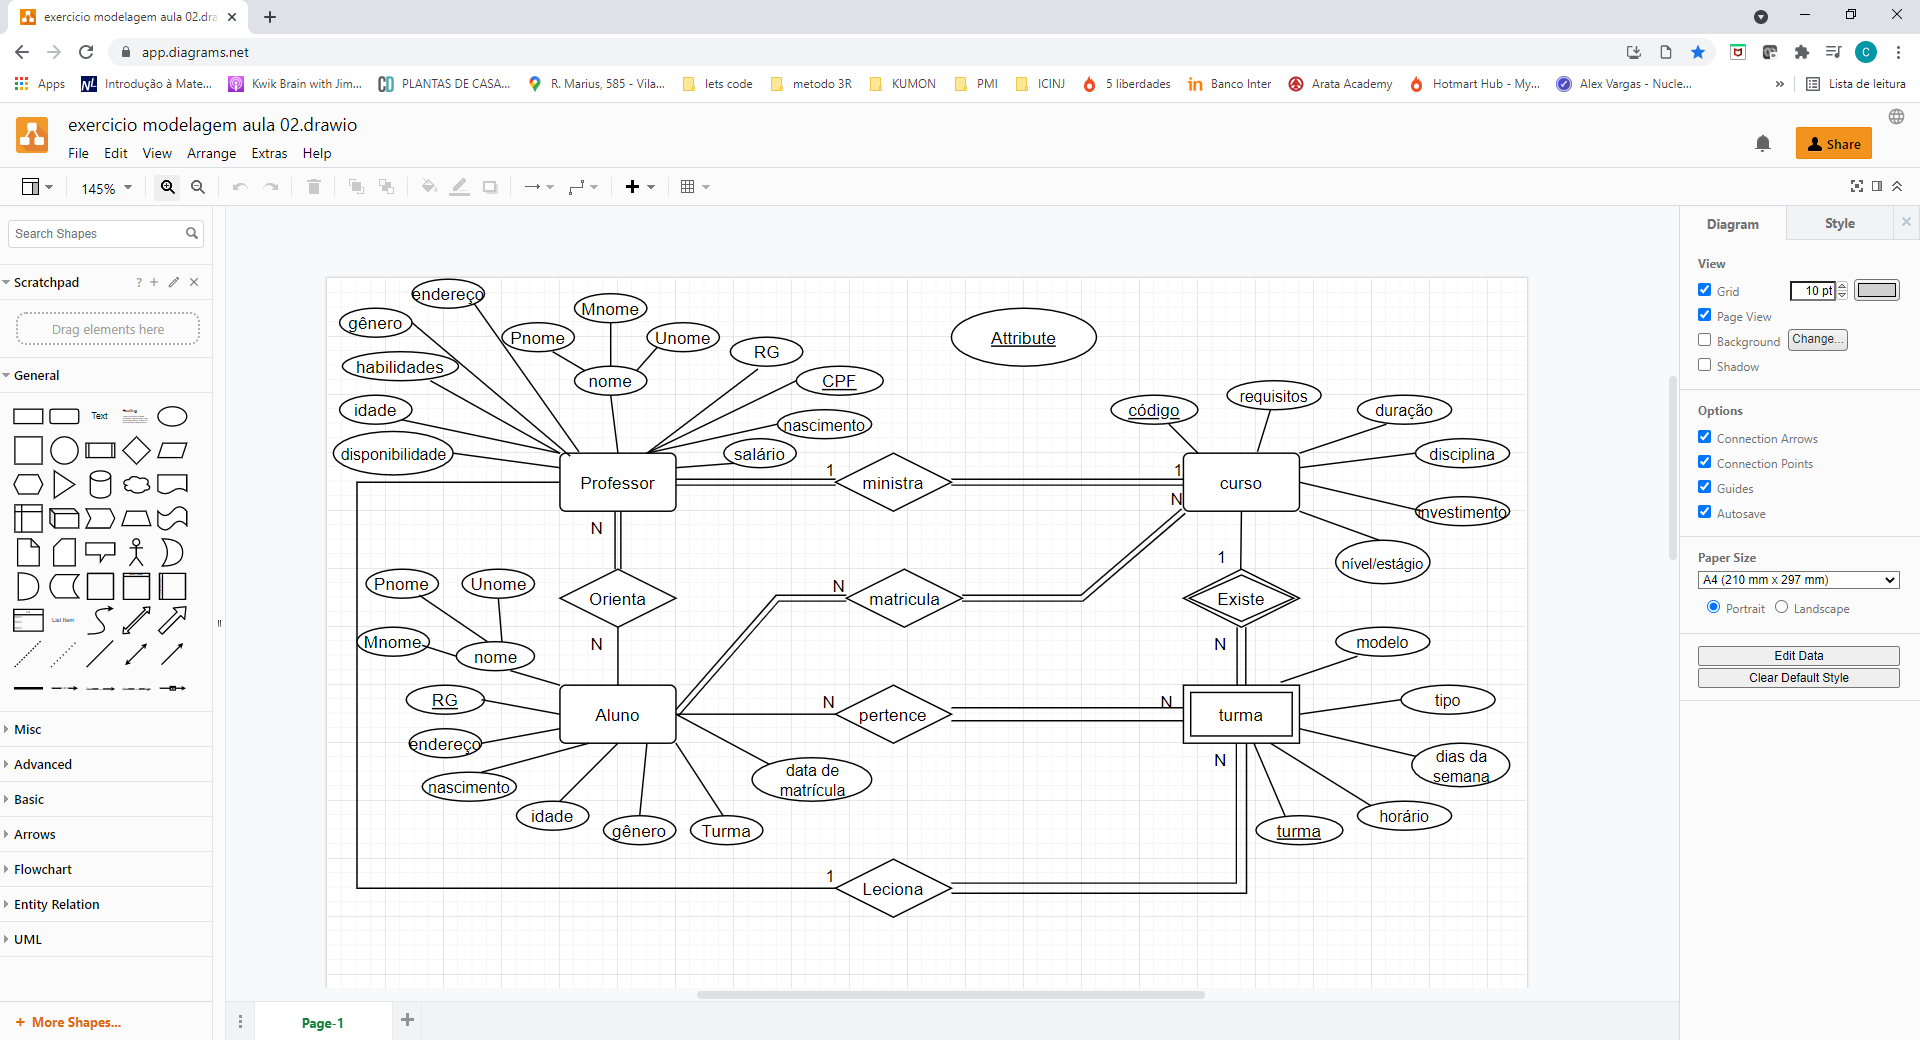 exercicio modelagem aula 02.dra
app.diagrams.net
C
Apps
Introdução à Mate...
Kwik Brain with Jim...
PLANTAS DE CASA...
R. Marius, 585 - Vila...
lets code
metodo 3R
KUMON
PMI
ICINJ
5 liberdades
Banco Inter
Arata Academy
Hotmart Hub - My...
Alex Vargas - Nucle...
»
Lista de leitura
exercicio modelagem aula 02.drawio
File Edit View Arrange Extras Help
Share
145%
Search Shapes
Scratchpad
?
Drag elements here
General
Text
Heading
List Item
Misc
Advanced
Basic
Arrows
Flowchart
Entity Relation
UML
+ More Shapes...
endereço
gênero
Mnome
Pnome
Unome
habilidades
RG
nome
CPF
idade
nascimento
disponibilidade
salário
Attribute
código
requisitos
duração
disciplina
Professor
1
ministra
1
curso
N
investimento
N
1
nível/estágio
Pnome
Unome
Orienta
N
matricula
Existe
N
N
Mnome
nome
modelo
RG
Aluno
N
pertence
N
turma
tipo
endereço
N
dias da
semana
nascimento
data de
matrícula
idade
gênero
Turma
turma
horário
1
Leciona
Page-1
Diagram
Style
View
Grid
10 pt
Page View
Background
Change...
Shadow
Options
Connection Arrows
Connection Points
Guides
Autosave
Paper Size
A4 (210 mm x 297 mm)
Portrait
Landscape
Edit Data
Clear Default Style